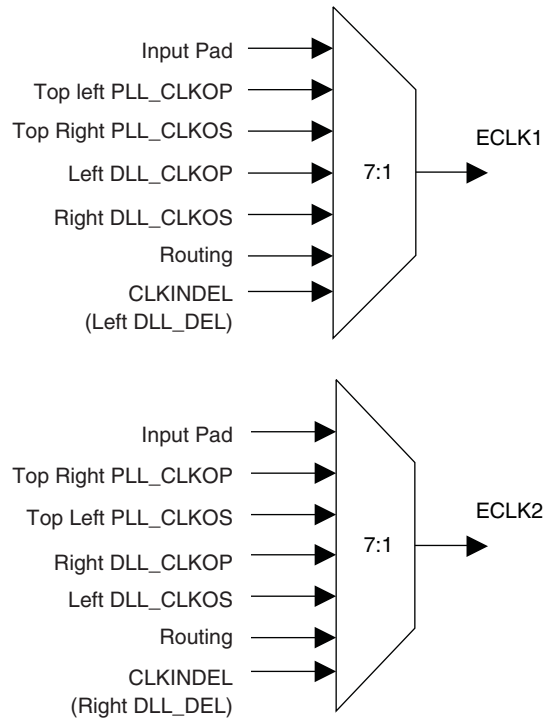 Input Pad
Top left PLL_CLKOP
Top Right PLL_CLKOS
Left DLL_CLKOP
Right DLL_CLKOS
Routing
CLKINDEL
(Left DLL_DEL)
7:1
ECLK1
Input Pad
Top Right PLL_CLKOP
Top Left PLL_CLKOS
Right DLL_CLKOP
Left DLL_CLKOS
Routing
CLKINDEL
(Right DLL_DEL)
7:1
ECLK2